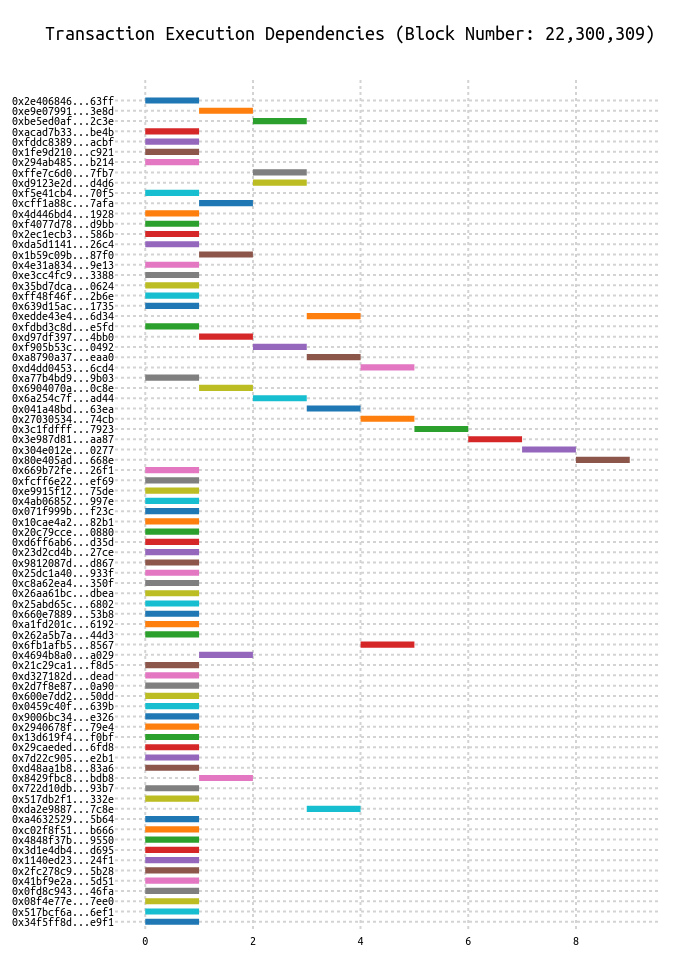 Transaction Execution Dependencies (Block Number: 22,300,309)
0x2e406846...63ff
0xe9e07991...3e8d
0xbe5ed0af...2c3e
0xacad7b33...be4b
0xfddc8389...acbf
0x1fe9d210...c921
0x294ab485...b214
0xffe7c6d0...7fb7
0xd9123e2d...d4d6
0xf5e41cb4...70f5
0xcff1a88c...7afa
0x4d446bd4...1928
0xf4077d78...d9bb
0x2ec1ecb3...586b
0xda5d1141...26c4
0x1b59c09b...87f0
0x4e31a834...9e13
0xe3cc4fc9...3388
0x35bd7dca...0624
0xff48f46f...2b6e
0x639d15ac...1735
0xedde43e4...6d34
0xfdbd3c8d...e5fd
0xd97df397...4bb0
0xf905b53c...0492
0xa8790a37...eaa0
0xd4dd0453...6cd4
0xa77b4bd9...9b03
0x6904070a...0c8e
0x6a254c7f...ad44
0x041a48bd...63ea
0x27030534...74cb
0x3c1fdfff...7923
0x3e987d81...aa87
0x304e012e...0277
0x80e405ad...668e
0x669b72fe...26f1
0xfcff6e22...ef69
0xe9915f12...75de
0x4ab06852...997e
0x071f999b...f23c
0x10cae4a2...82b1
0x20c79cce...0880
0xd6ff6ab6...d35d
0x23d2cd4b...27ce
0x9812087d...d867
0x25dc1a40...933f
0xc8a62ea4...350f
0x26aa61bc...dbea
0x25abd65c...6802
0x660e7889...53b8
0xa1fd201c...6192
0x262a5b7a...44d3
0x6fb1afb5...8567
0x4694b8a0...a029
0x21c29ca1...f8d5
0xd327182d...dead
0x2d7f8e87...0a90
0x600e7dd2...50dd
0x0459c40f...639b
0x9006bc34...e326
0x2940678f...79e4
0x13d619f4...f0bf
0x29caeded...6fd8
0x7d22c905...e2b1
0xd48aa1b8...83a6
0x8429fbc8...bdb8
0x722d10db...93b7
0x517db2f1...332e
0xda2e9887...7c8e
0xa4632529...5b64
0xc02f8f51...b666
0x4848f37b...9550
0x3d1e4db4...d695
0x1140ed23...24f1
0x2fc278c9...5b28
0x41bf9e2a...5d51
0x0fd8c943...46fa
0x08f4e77e...7ee0
0x517bcf6a...6ef1
0x34f5ff8d...e9f1
0 2 4 6 8